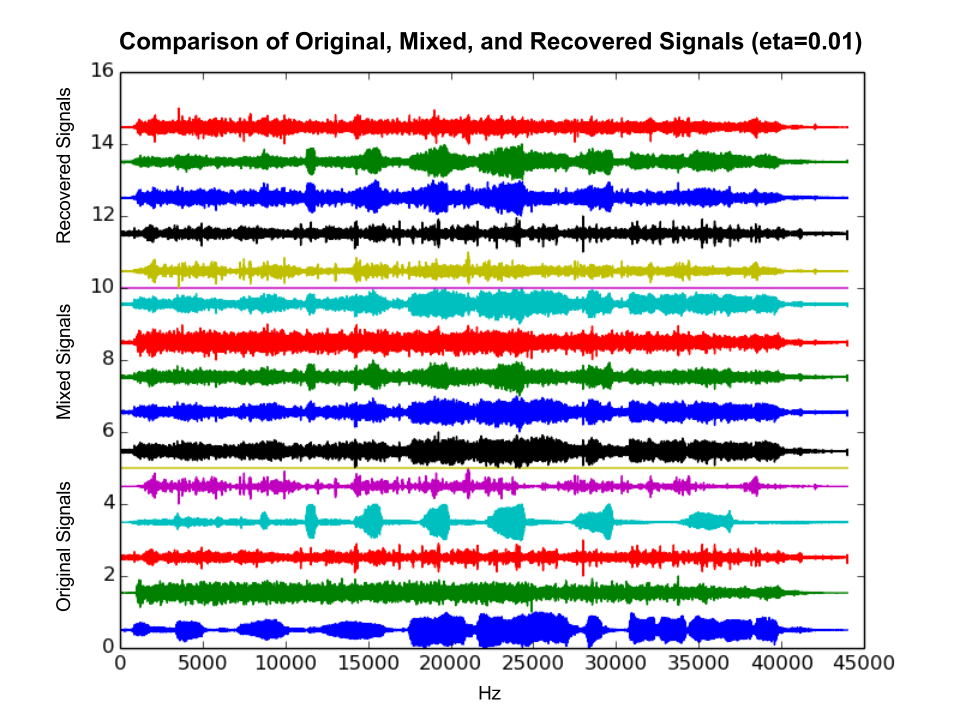 Comparison of Original, Mixed, and Recovered Signals (eta=0.01)
16
14
12
10
8
6
4
2
0
Recovered Signals
Mixed Signals
Original Signals
0 5000 10000 15000 20000 25000 30000 35000 40000 45000
Hz